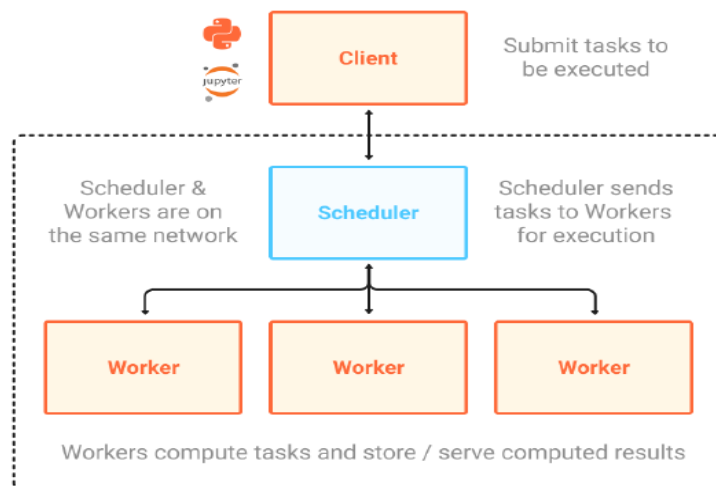 Client
Submit tasks to
be executed
jupyter
Scheduler &
Workers are on
the same network
Scheduler
Scheduler sends
tasks to Workers
for execution
Worker
Worker
Worker
Workers compute tasks and store / serve computed results